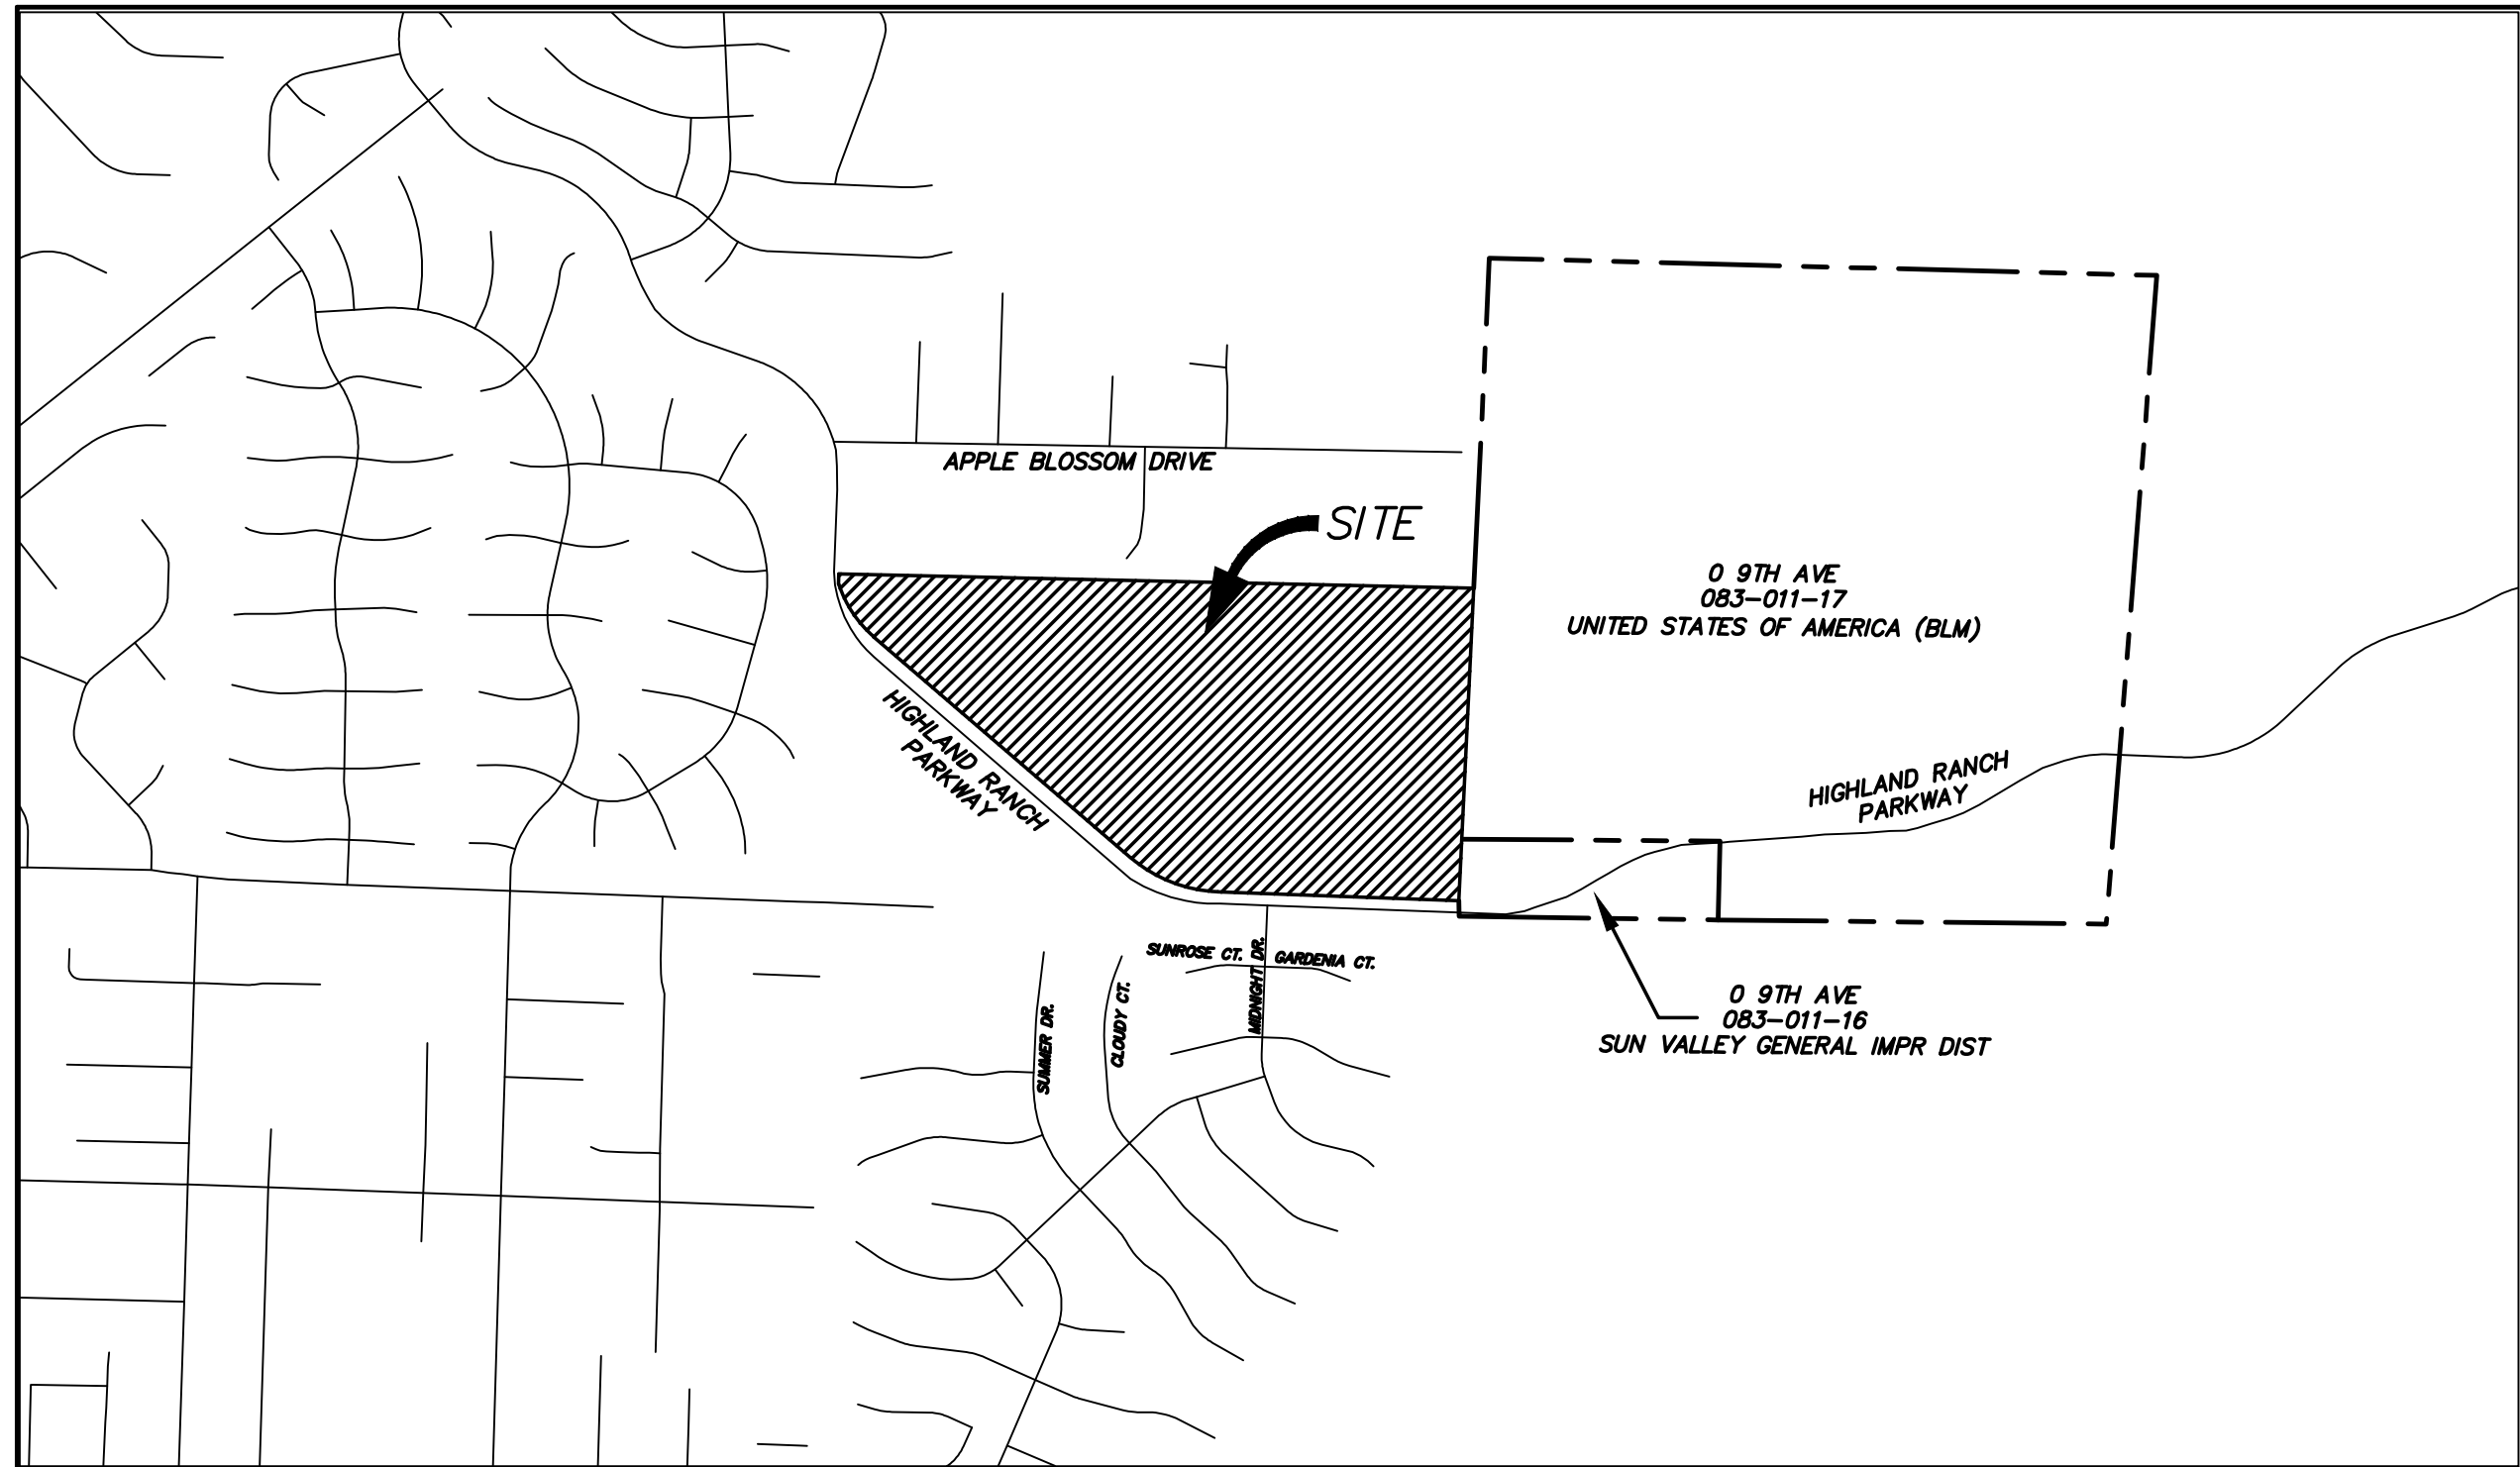 APPLE BLOSSOM DRIVE
SITE
0 9TH AVE
083-011-17
UNITED STATES OF AMERICA (BLM)
HIGHLAND RANCH
PARKWAY
HIGHLAND RANCH
PARKWAY
SUNROSE CT.
GARDENIA CT.
MIDNIGHT DR.
CLOUDY CT.
SUMMER DR.
0 9TH AVE
083-011-16
SUN VALLEY GENERAL IMPR DIST